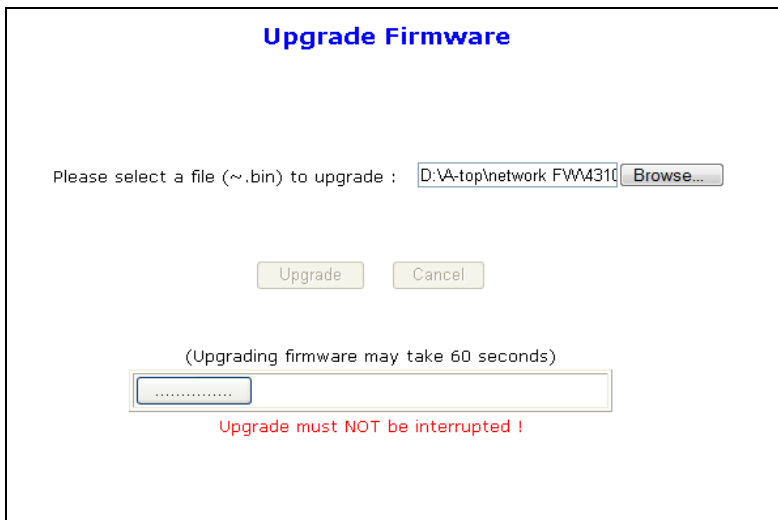 Upgrade Firmware
Please select a file (~.bin) to upgrade : D:\A-top\network FW\4310 Browse...
Upgrade Cancel
(Upgrading firmware may take 60 seconds)
...............
Upgrade must NOT be interrupted !